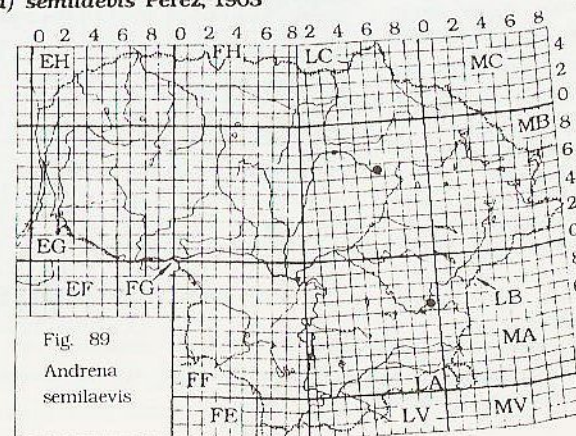 semilaevis Pérez, 1903
0 2 4 6 8 0 2 4 6 8 2 4 6 8 0 2 4 6 8
EH FH LC MC
4
2
0
MB 8
6
4
2
EG 0
EF FG LB
8
MA
Fig. 89
Andrena
semilaevis
FF LA
FE LV MV